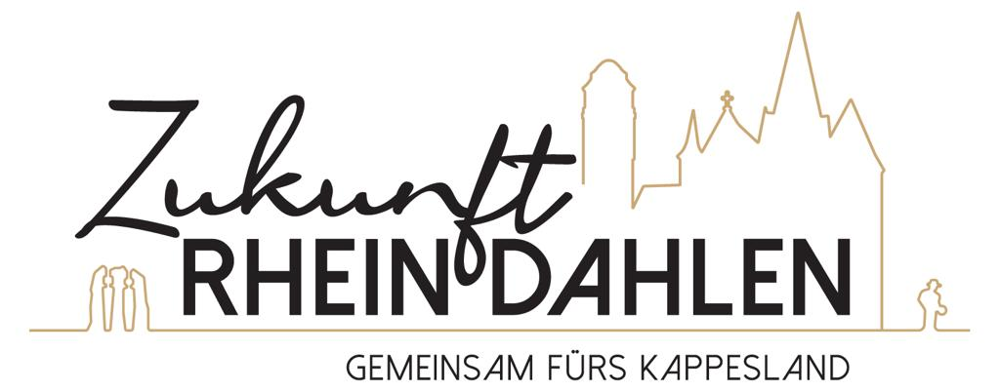 Zukunft
RHEINDAHLEN
GEMEINSAM FÜRS KAPPESLAND